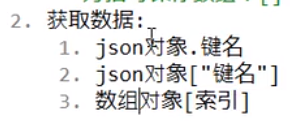 2. 获取数据:
1. json对象.键名
2. json对象["键名"]
3. 数组对象[索引]